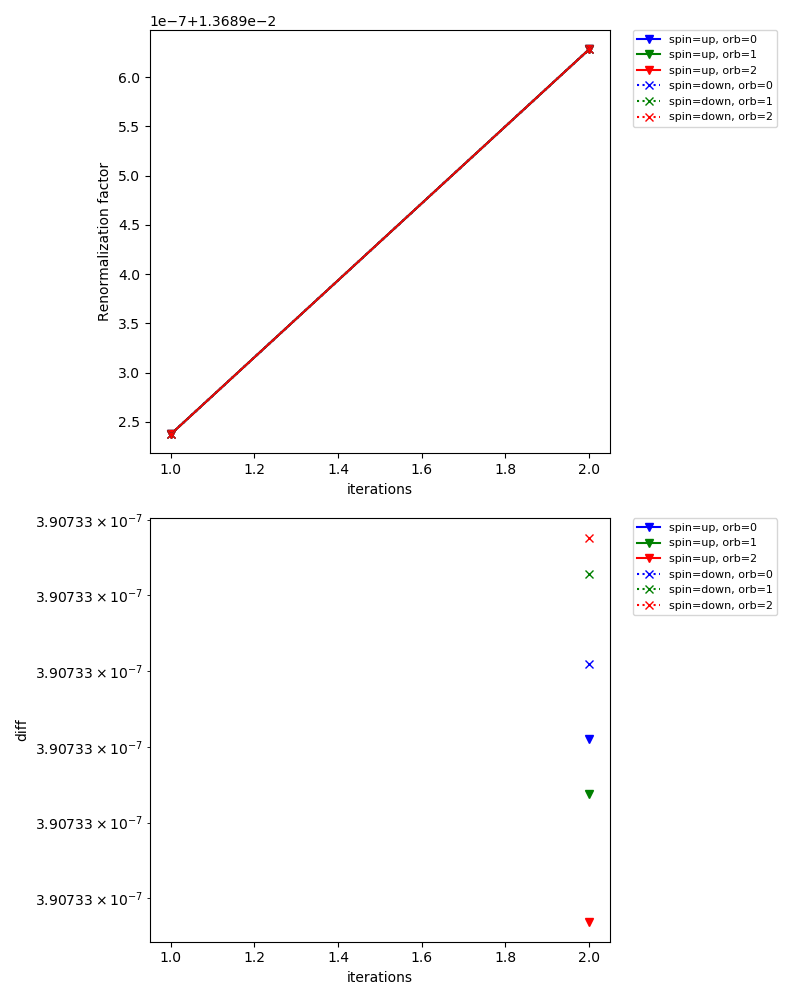 1e-7+1.3689e-2
6.0
5.5
5.0
4.5
4.0
3.5
3.0
2.5
Renormalization factor
1.0 1.2 1.4 1.6 1.8 2.0
iterations
spin=up, orb=0
spin=up, orb=1
spin=up, orb=2
spin=down, orb=0
spin=down, orb=1
spin=down, orb=2
3.90733 × 10⁻⁷
3.90733 × 10⁻⁷
3.90733 × 10⁻⁷
3.90733 × 10⁻⁷
3.90733 × 10⁻⁷
3.90733 × 10⁻⁷
diff
1.0 1.2 1.4 1.6 1.8 2.0
iterations
spin=up, orb=0
spin=up, orb=1
spin=up, orb=2
spin=down, orb=0
spin=down, orb=1
spin=down, orb=2